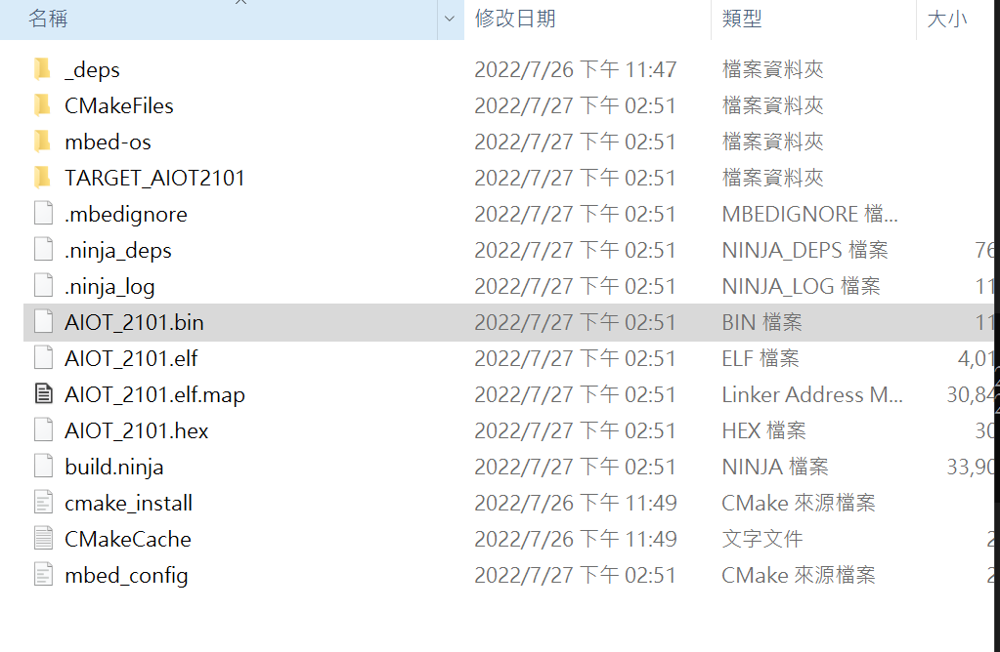 名稱 修改日期 類型 大小
_deps 2022/7/26 下午 11:47 檔案資料夾
CMakeFiles 2022/7/27 下午 02:51 檔案資料夾
mbed-os 2022/7/27 下午 02:51 檔案資料夾
TARGET_AIOT2101 2022/7/27 下午 02:51 檔案資料夾
.mbedignore 2022/7/27 下午 02:51 MBEDIGNORE 檔...
.ninja_deps 2022/7/27 下午 02:51 NINJA_DEPS 檔案 76
.ninja_log 2022/7/27 下午 02:51 NINJA_LOG 檔案 11
AIOT_2101.bin 2022/7/27 下午 02:51 BIN 檔案 11
AIOT_2101.elf 2022/7/27 下午 02:51 ELF 檔案 4,01
AIOT_2101.elf.map 2022/7/27 下午 02:51 Linker Address M... 30,84
AIOT_2101.hex 2022/7/27 下午 02:51 HEX 檔案 30
build.ninja 2022/7/27 下午 02:51 NINJA 檔案 33,90
cmake_install 2022/7/26 下午 11:49 CMake 來源檔案
CMakeCache 2022/7/26 下午 11:49 文字文件 2
mbed_config 2022/7/27 下午 02:51 CMake 來源檔案 2